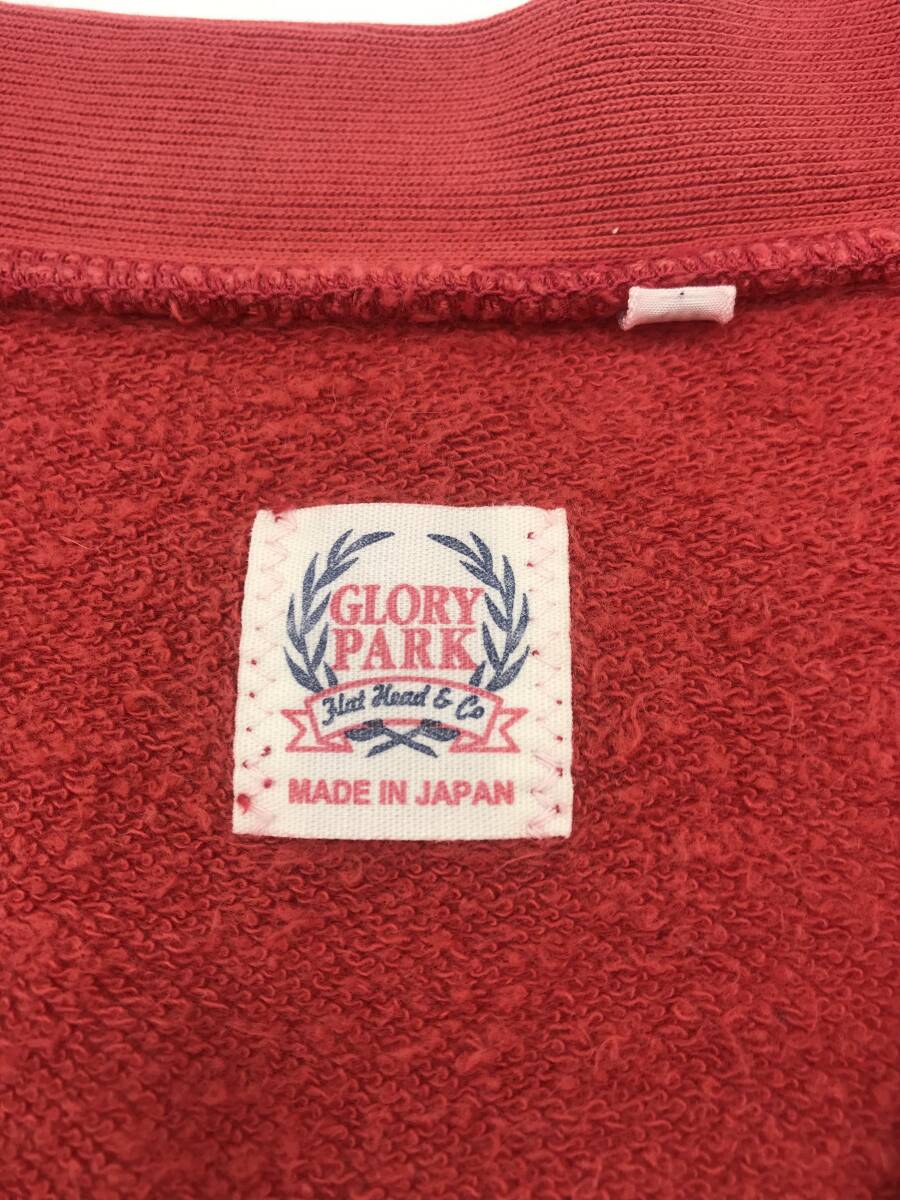 GLORY
PARK
Flat Head & Co
MADE IN JAPAN